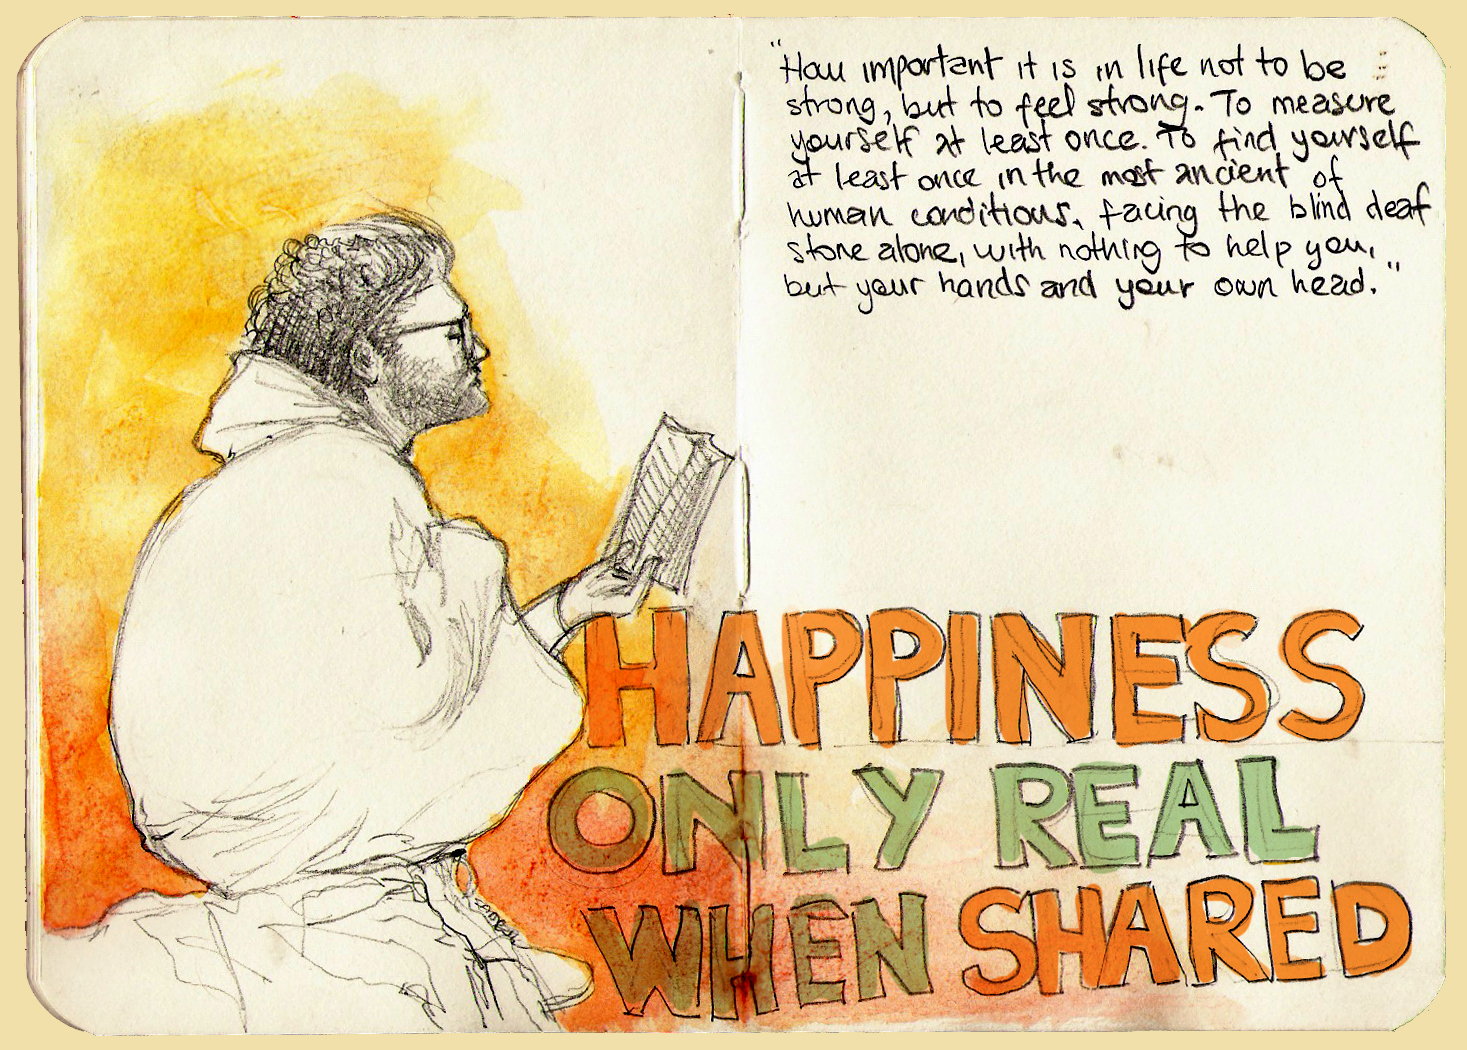 "How important it is in life not to be
strong, but to feel strong. To measure
yourself at least once. To find yourself
at least once in the most ancient of
human conditions, facing the blind deaf
stone alone, with nothing to help you,
but your hands and your own head."
HAPPINESS
ONLY REAL
WHEN SHARED